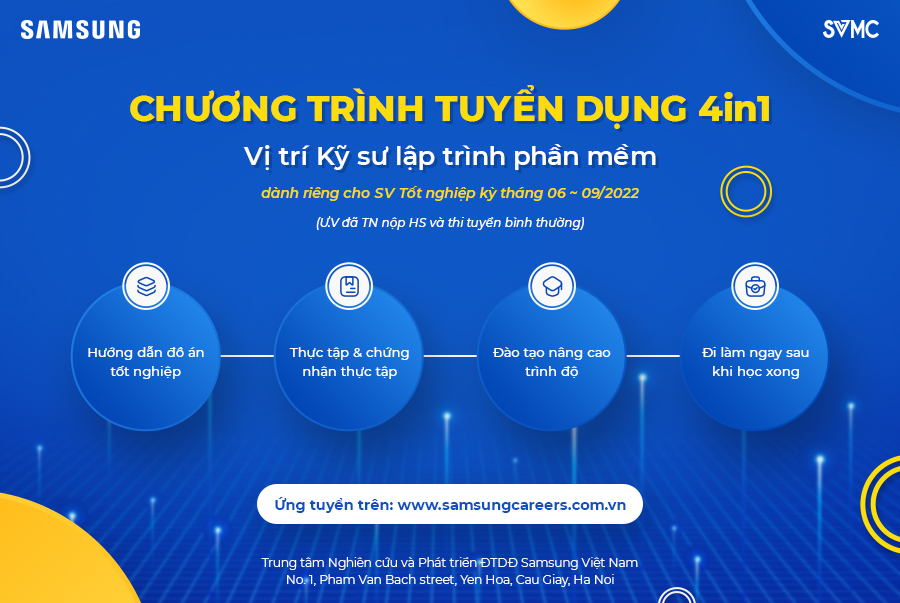 SAMSUNG
SVMC
CHƯƠNG TRÌNH TUYỂN DỤNG 4in1
Vị trí Kỹ sư lập trình phần mềm
dành riêng cho SV Tốt nghiệp kỳ tháng 06 ~ 09/2022
(ƯV đã TN nộp HS và thi tuyển bình thường)
Hướng dẫn đồ án
tốt nghiệp
Thực tập & chứng
nhận thực tập
Đào tạo nâng cao
trình độ
Đi làm ngay sau
khi học xong
Ứng tuyển trên: www.samsungcareers.com.vn
Trung tâm Nghiên cứu và Phát triển ĐTDĐ Samsung Việt Nam
No. 1, Pham Van Bach street, Yen Hoa, Cau Giay, Ha Noi